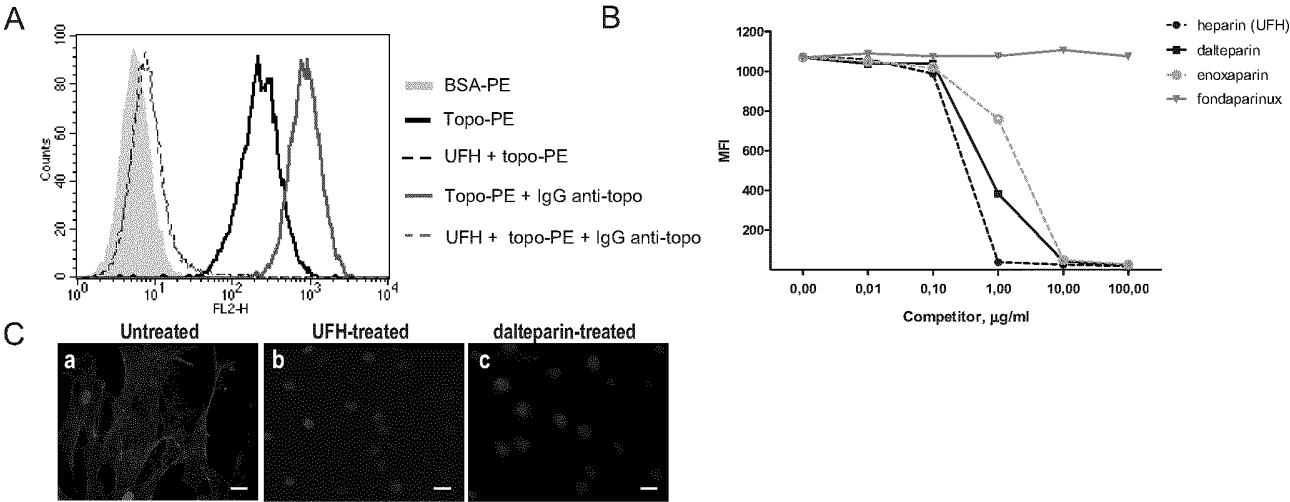 A
Counts
100
80
60
40
20
0
10^0 10^1 10^2 10^3 10^4
FL2-H
BSA-PE
Topo-PE
UFH + topo-PE
Topo-PE + IgG anti-topo
UFH + topo-PE + IgG anti-topo
B
MFI
1200
1000
800
600
400
200
0,00 0,01 0,10 1,00 10,00 100,00
Competitor, µg/ml
heparin (UFH)
dalteparin
enoxaparin
fondaparinux
C
Untreated UFH-treated dalteparin-treated
a b c